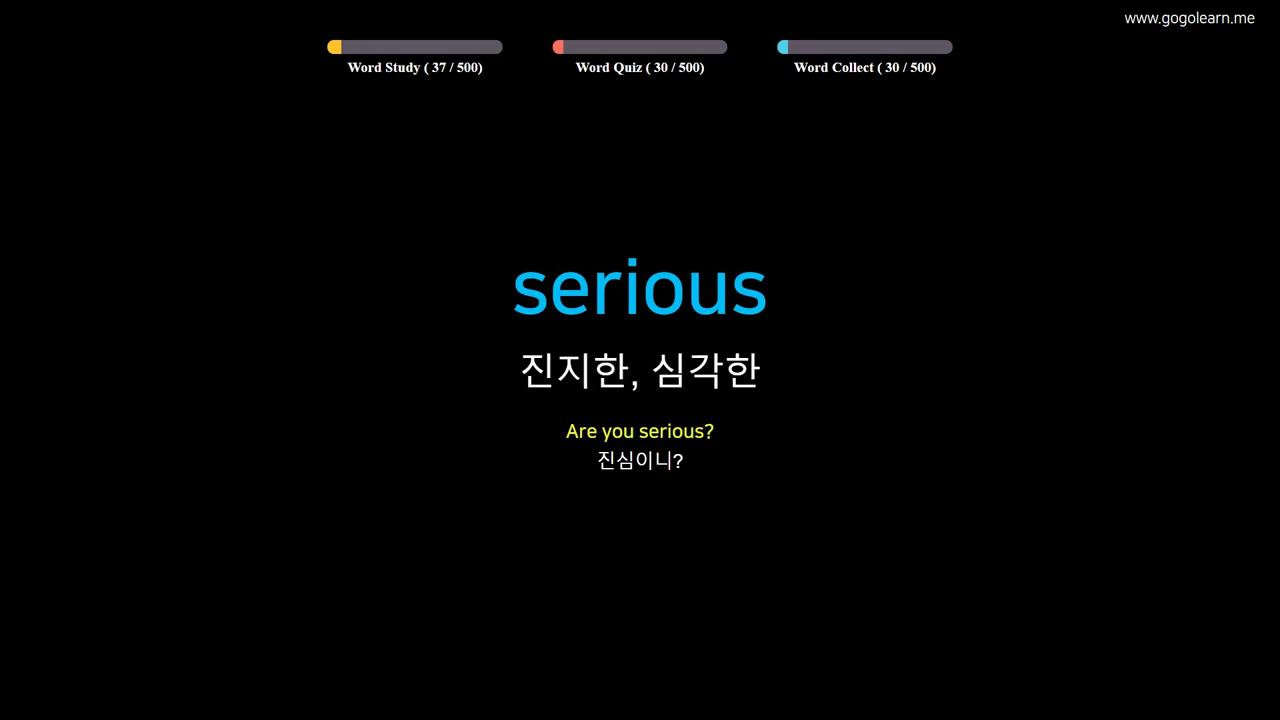 www.gogolearn.me
Word Study ( 37 / 500)
Word Quiz ( 30 / 500)
Word Collect ( 30 / 500)
serious
진지한, 심각한
Are you serious?
진심이니?